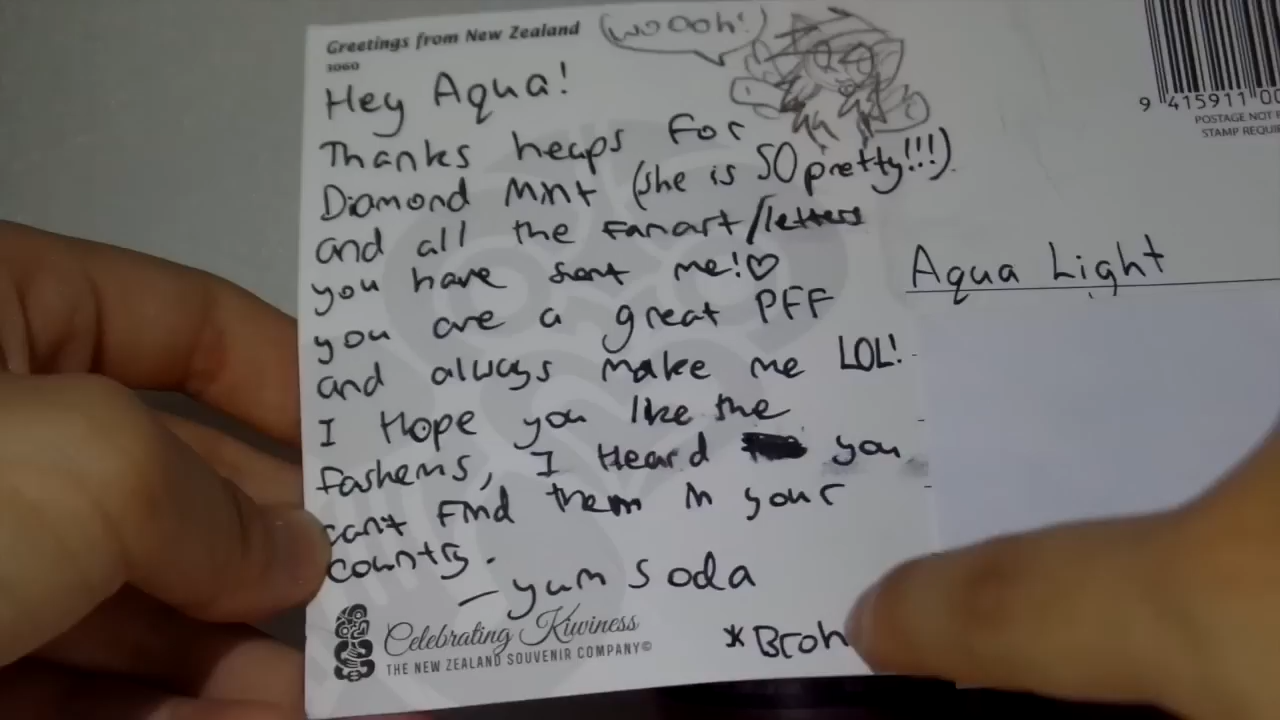 Greetings from New Zealand
3060
(woooh!)
Hey Aqua!
Thanks heaps for
Diamond Mint (she is SO pretty!!!).
and all the fanart/letters
you have sent me!♡
you are a great PFF
and always make me LOL!
I Hope you like the
fashems, I Heard you
can't find them in your
country.
—yum soda
*Broh
Celebrating Kiwiness
THE NEW ZEALAND SOUVENIR COMPANY©
9 415911 00
POSTAGE NOT
STAMP REQUI
Aqua Light